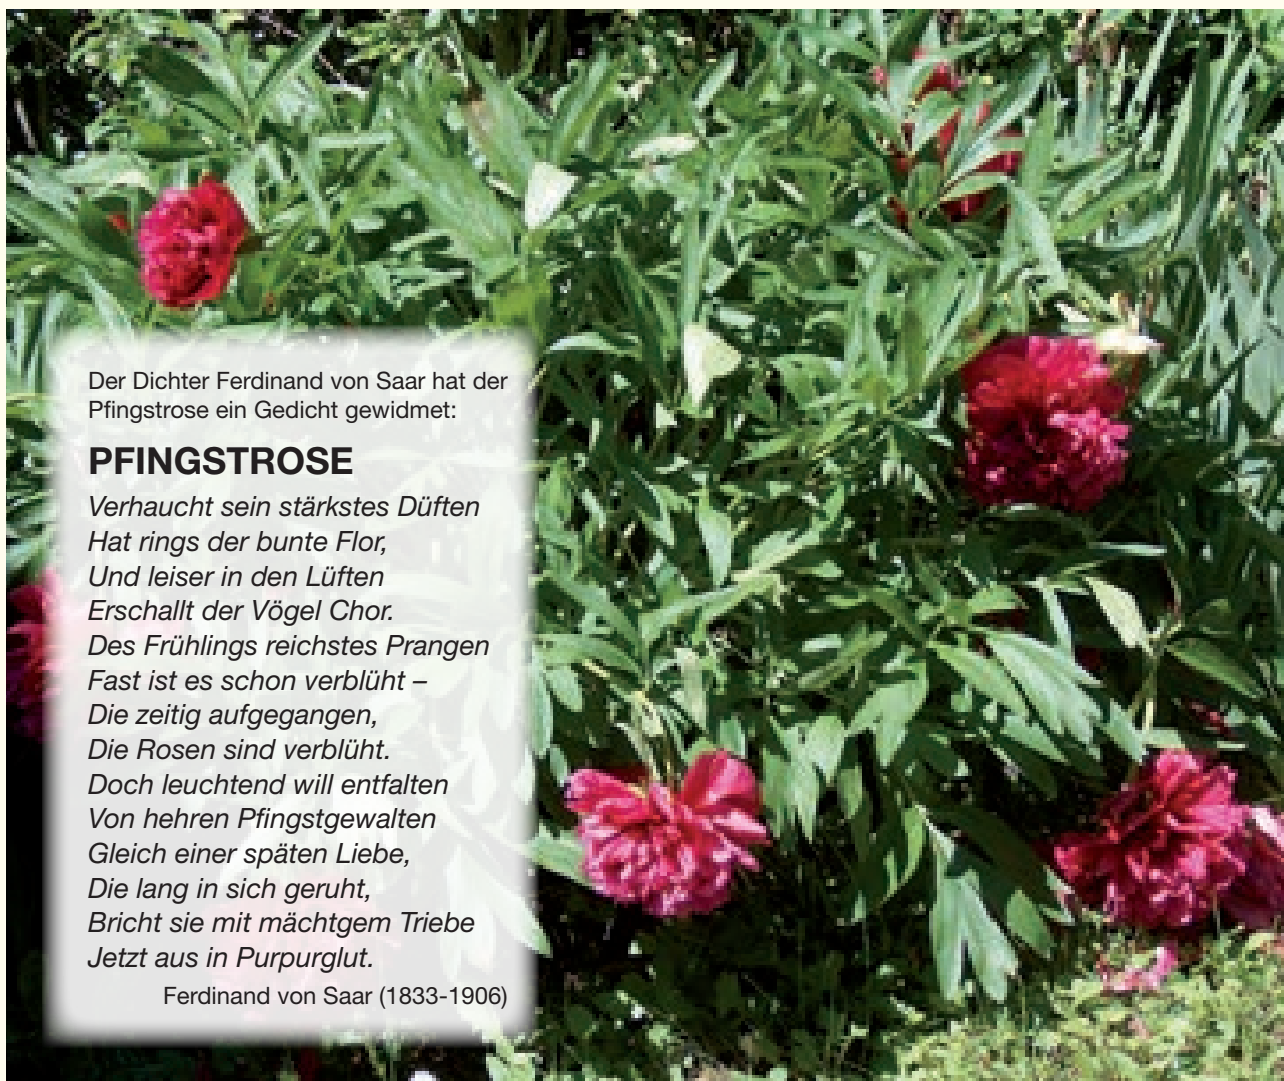 Der Dichter Ferdinand von Saar hat der
Pfingstrose ein Gedicht gewidmet:
PFINGSTROSE
Verhaucht sein stärkstes Düften
Hat rings der bunte Flor,
Und leiser in den Lüften
Erschallt der Vögel Chor.
Des Frühlings reichstes Prangen
Fast ist es schon verblüht –
Die zeitig aufgegangen,
Die Rosen sind verblüht.
Doch leuchtend will entfalten
Von hehren Pfingstgewalten
Gleich einer späten Liebe,
Die lang in sich geruht,
Bricht sie mit mächtgem Triebe
Jetzt aus in Purpurglut.
Ferdinand von Saar (1833-1906)